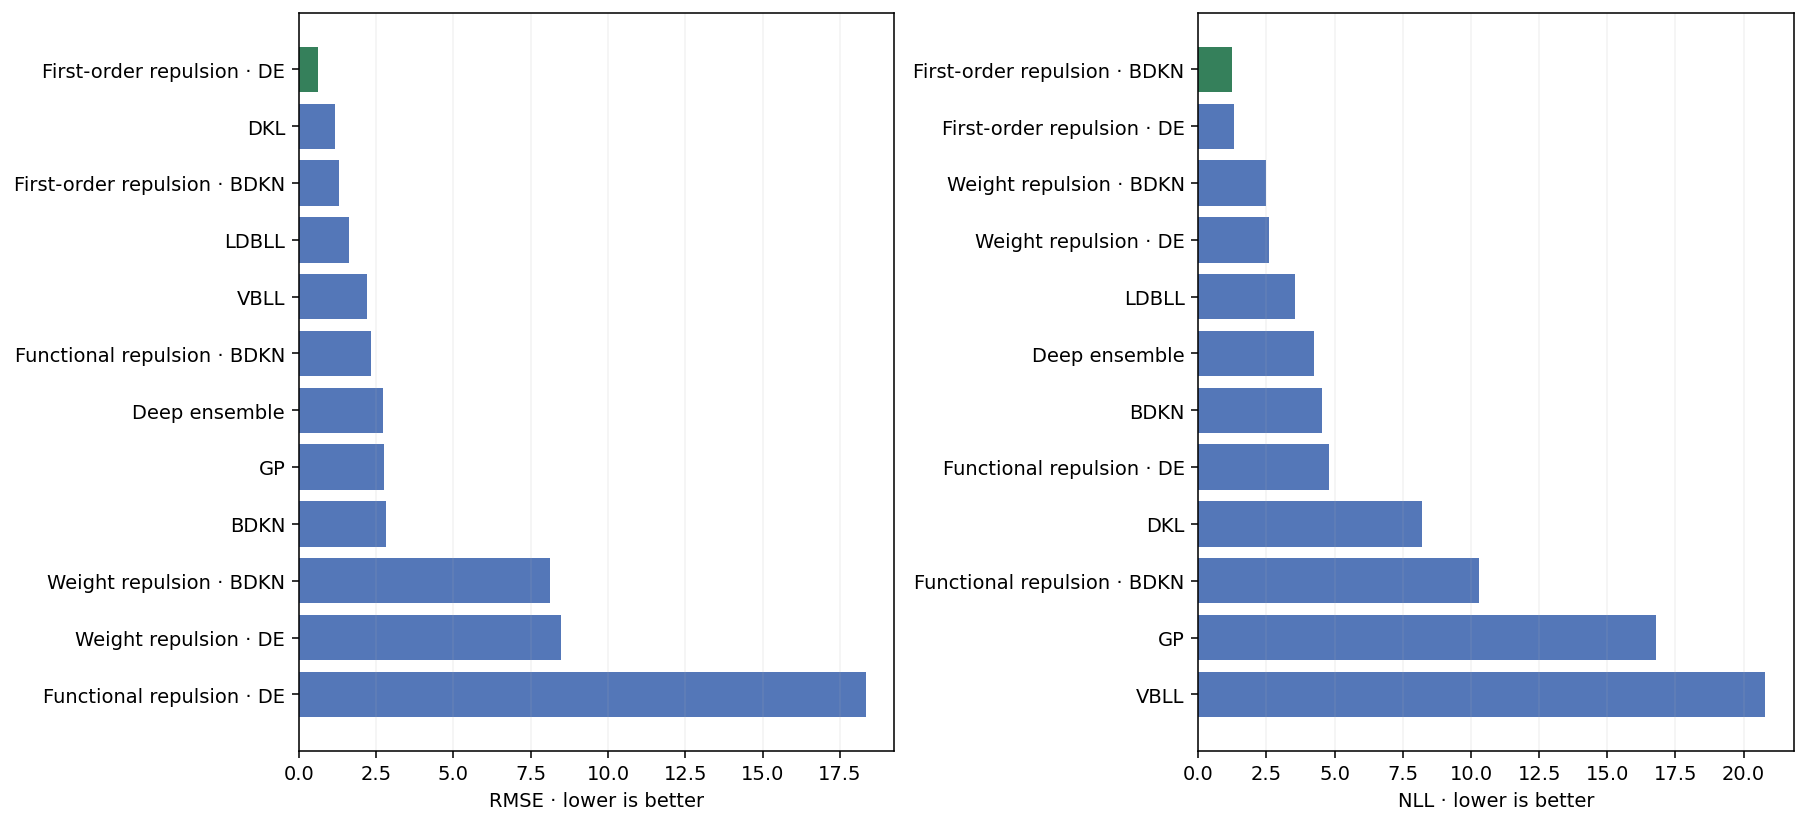 First-order repulsion · DE
DKL
First-order repulsion · BDKN
LDBLL
VBLL
Functional repulsion · BDKN
Deep ensemble
GP
BDKN
Weight repulsion · BDKN
Weight repulsion · DE
Functional repulsion · DE
0.0 2.5 5.0 7.5 10.0 12.5 15.0 17.5
RMSE · lower is better
First-order repulsion · BDKN
First-order repulsion · DE
Weight repulsion · BDKN
Weight repulsion · DE
LDBLL
Deep ensemble
BDKN
Functional repulsion · DE
DKL
Functional repulsion · BDKN
GP
VBLL
0.0 2.5 5.0 7.5 10.0 12.5 15.0 17.5 20.0
NLL · lower is better